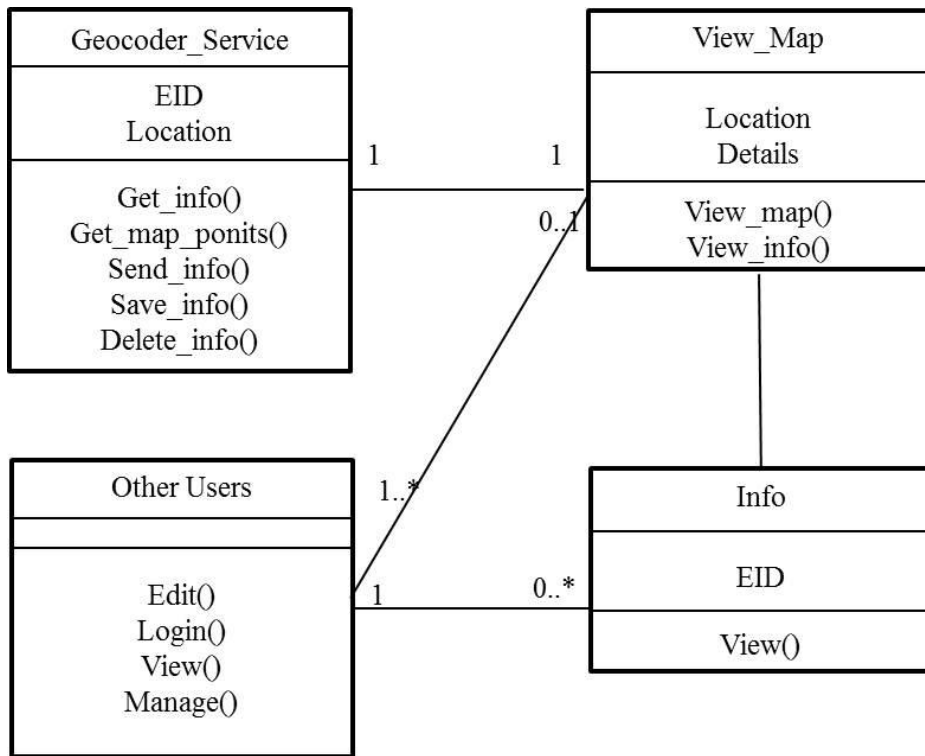 Geocoder_Service
EID
Location
Get_info()
Get_map_ponits()
Send_info()
Save_info()
Delete_info()
1
1
0..1
View_Map
Location
Details
View_map()
View_info()
Other Users
Edit()
Login()
View()
Manage()
1..*
1
0..*
Info
EID
View()